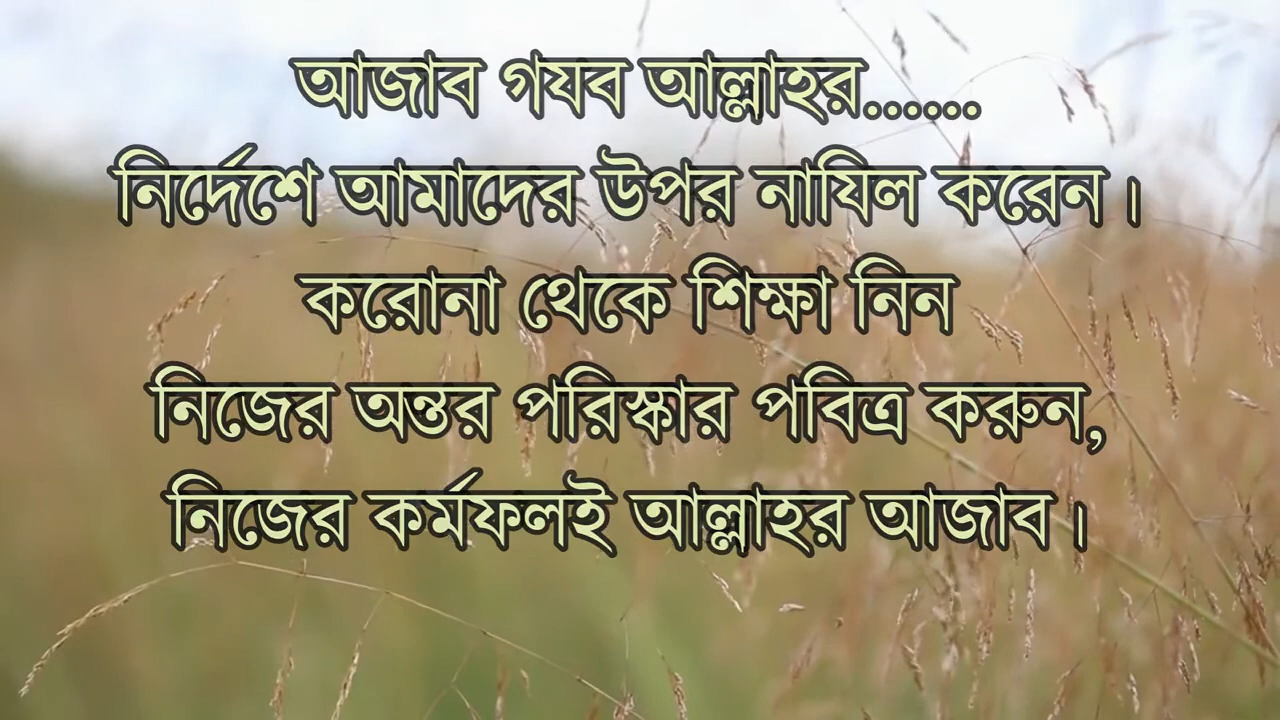 আজাব গযব আল্লাহর......
নির্দেশে আমাদের উপর নাযিল করেন।
করোনা থেকে শিক্ষা নিন
নিজের অন্তর পরিস্কার পবিত্র করুন,
নিজের কর্মফলই আল্লাহর আজাব।